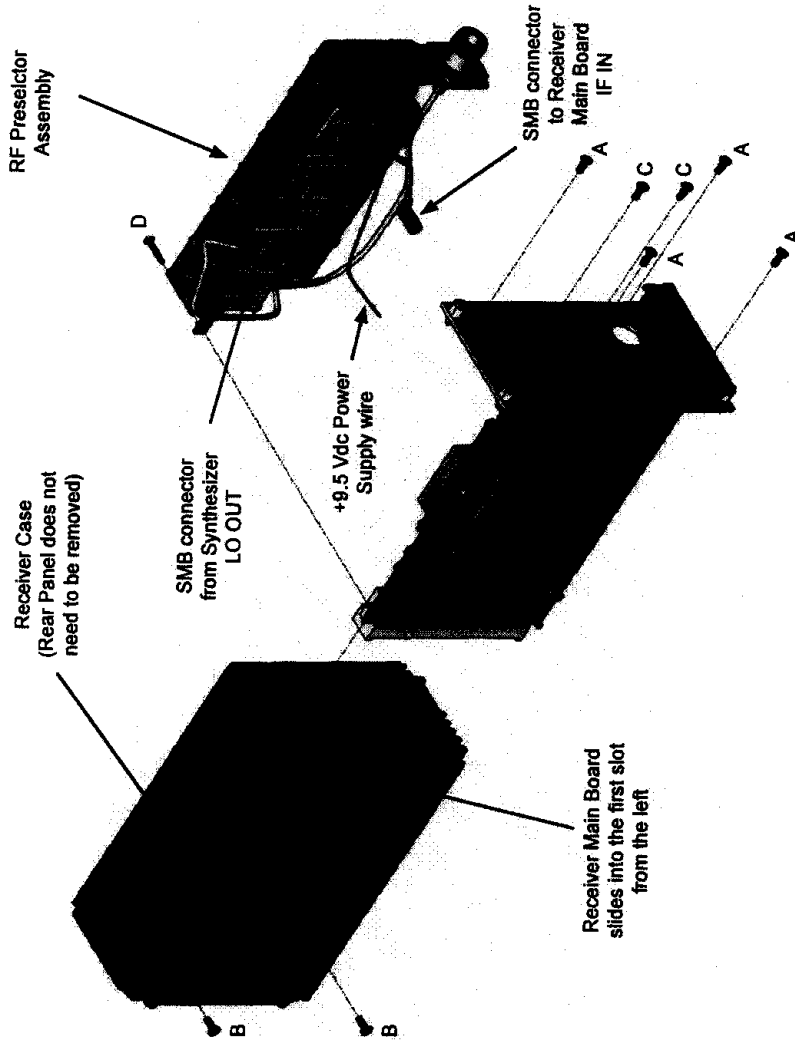 Receiver Case
(Rear Panel does not
need to be removed)
RF Preselctor
Assembly
D
SMB connector
from Synthesizer
LO OUT
B
+9.5 Vdc Power
Supply wire
B
SMB connector
to Receiver
Main Board
IF IN
Receiver Main Board
slides into the first slot
from the left
A
C
A
C
A
A